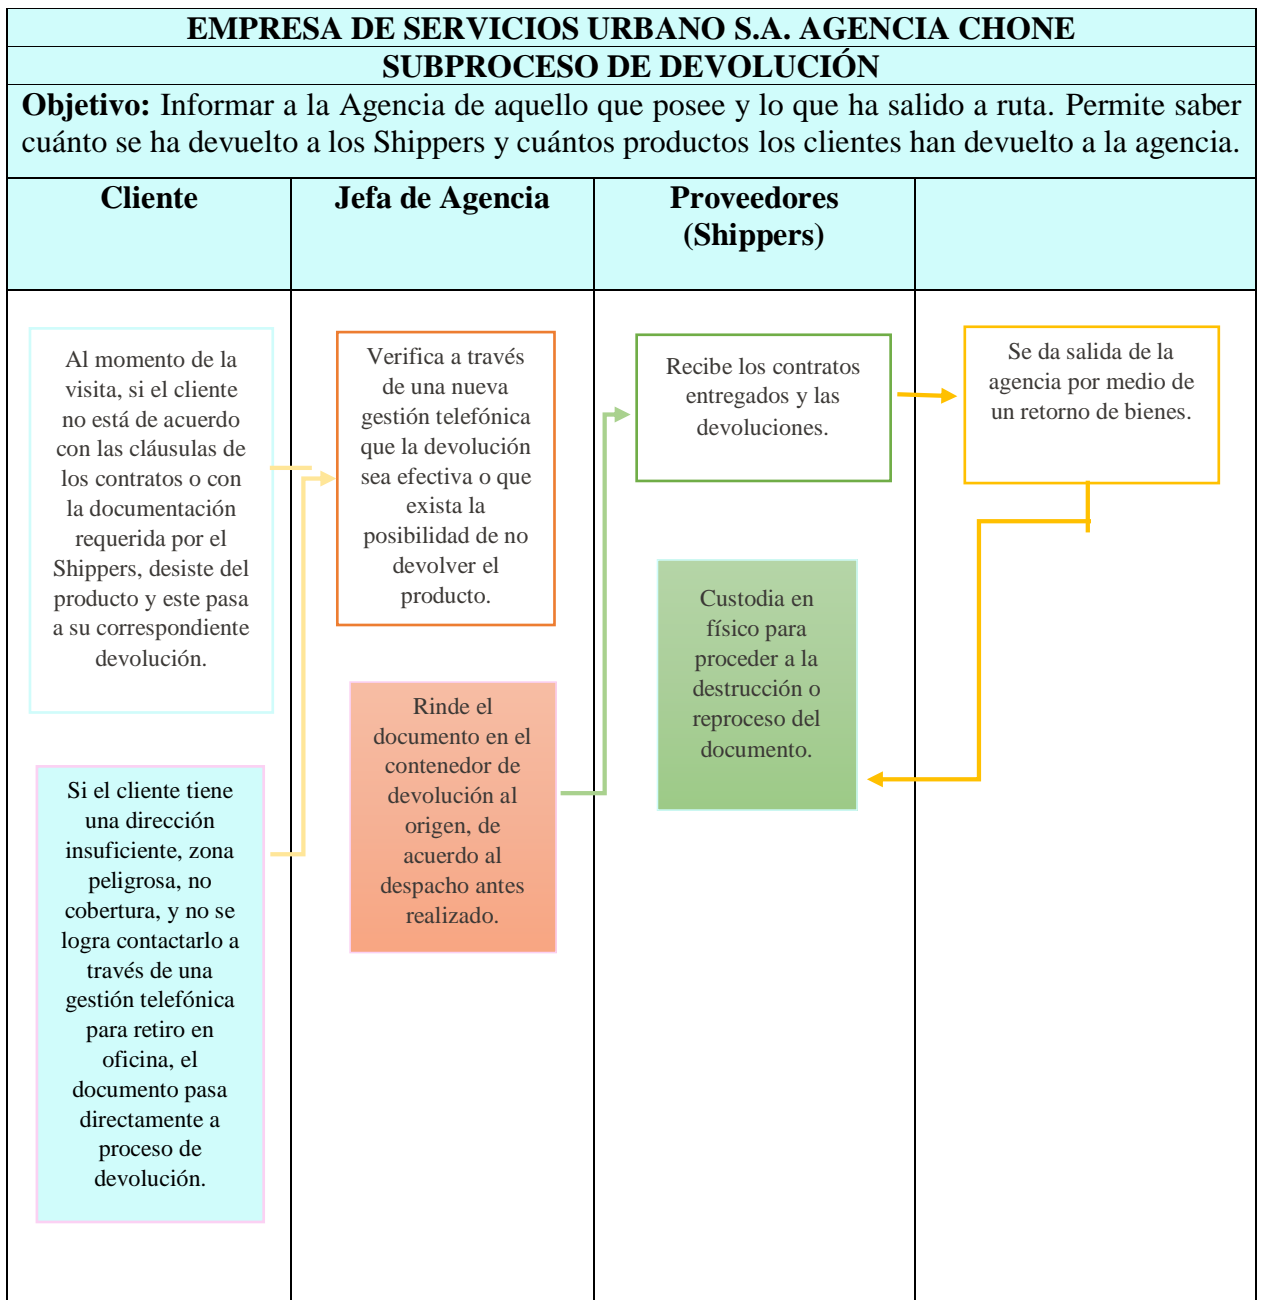 EMPRESA DE SERVICIOS URBANO S.A. AGENCIA CHONE
SUBPROCESO DE DEVOLUCIÓN
Objetivo: Informar a la Agencia de aquello que posee y lo que ha salido a ruta. Permite saber
cuánto se ha devuelto a los Shippers y cuántos productos los clientes han devuelto a la agencia.
Cliente
Jefa de Agencia
Proveedores
(Shippers)
Al momento de la
visita, si el cliente
no está de acuerdo
con las cláusulas de
los contratos o con
la documentación
requerida por el
Shippers, desiste del
producto y este pasa
a su correspondiente
devolución.
Si el cliente tiene
una dirección
insuficiente, zona
peligrosa, no
cobertura, y no se
logra contactarlo a
través de una
gestión telefónica
para retiro en
oficina, el
documento pasa
directamente a
proceso de
devolución.
Verifica a través
de una nueva
gestión telefónica
que la devolución
sea efectiva o que
exista la
posibilidad de no
devolver el
producto.
Rinde el
documento en el
contenedor de
devolución al
origen, de
acuerdo al
despacho antes
realizado.
Recibe los contratos
entregados y las
devoluciones.
Custodia en
físico para
proceder a la
destrucción o
reproceso del
documento.
Se da salida de la
agencia por medio de
un retorno de bienes.